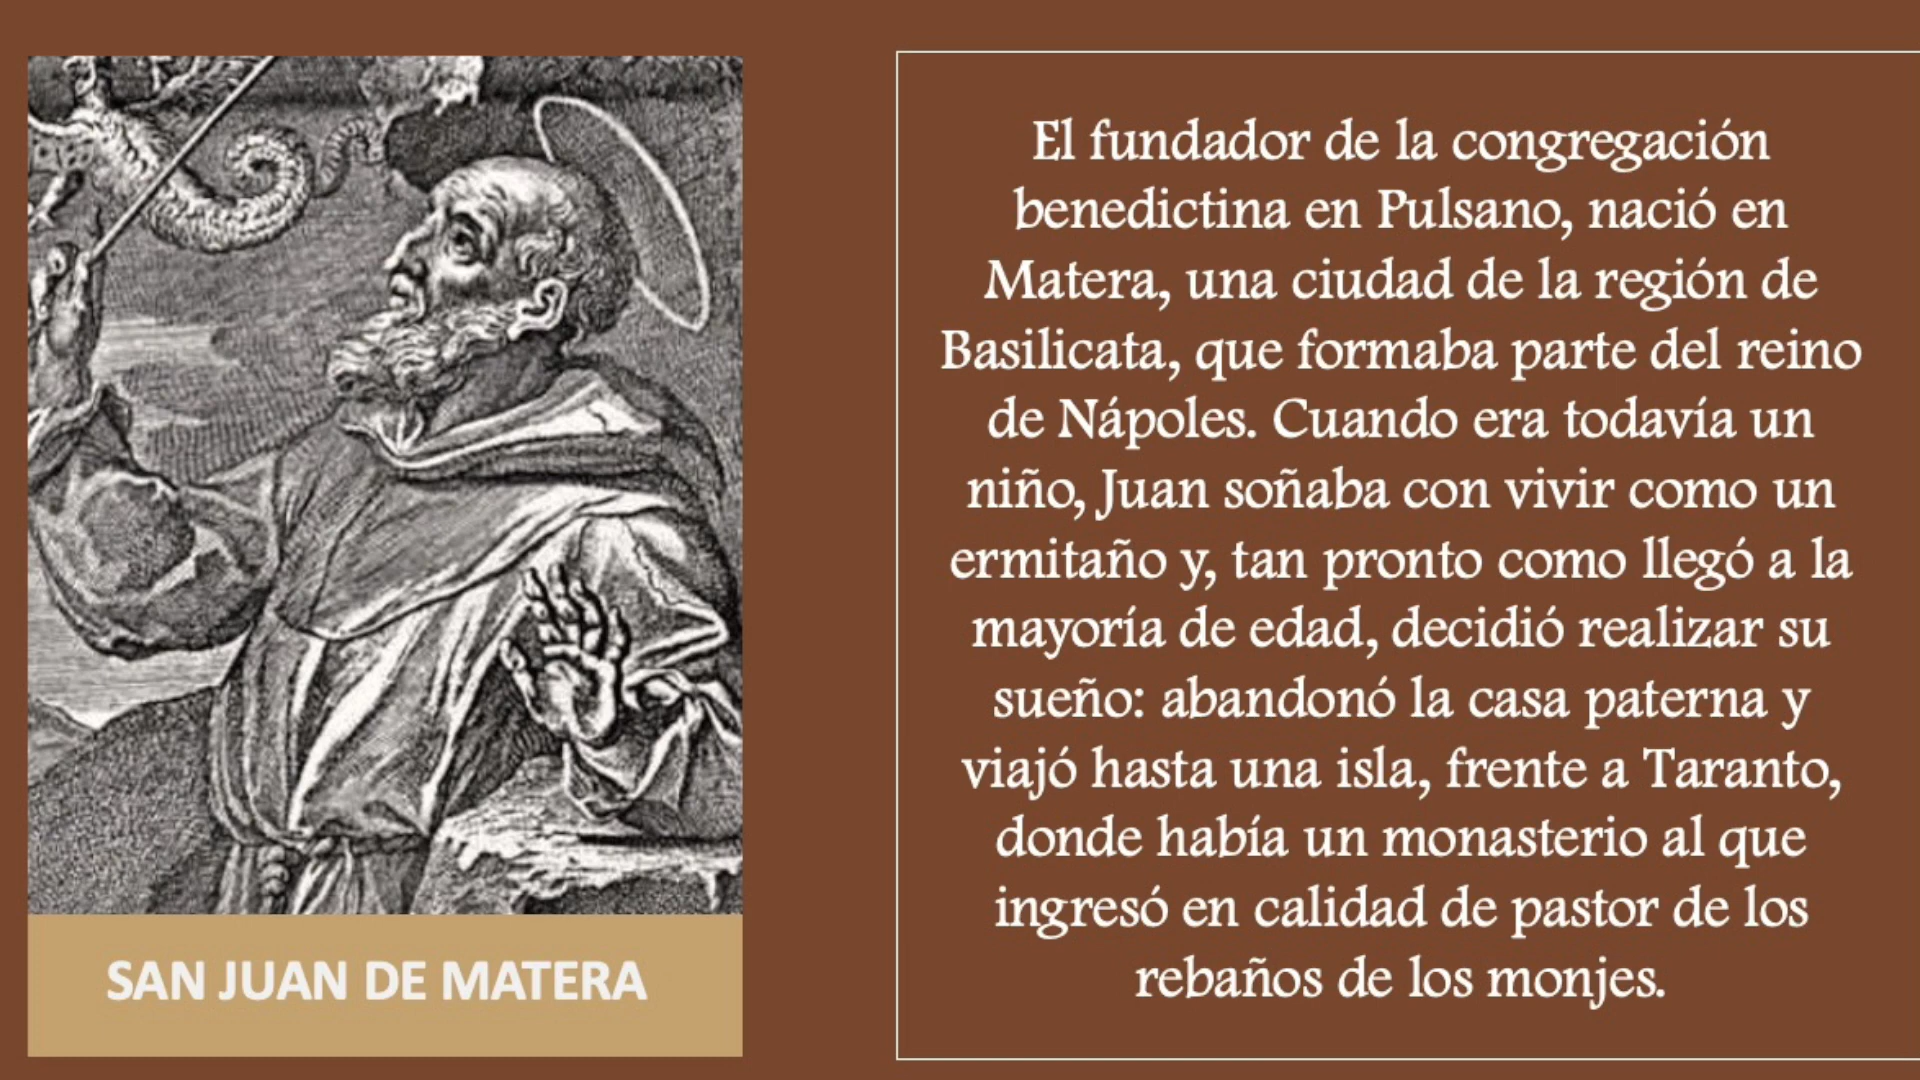 El fundador de la congregación
benedictina en Pulsano, nació en
Matera, una ciudad de la región de
Basilicata, que formaba parte del reino
de Nápoles. Cuando era todavía un
niño, Juan soñaba con vivir como un
ermitaño y, tan pronto como llegó a la
mayoría de edad, decidió realizar su
sueño: abandonó la casa paterna y
viajó hasta una isla, frente a Taranto,
donde había un monasterio al que
ingresó en calidad de pastor de los
rebaños de los monjes.
SAN JUAN DE MATERA